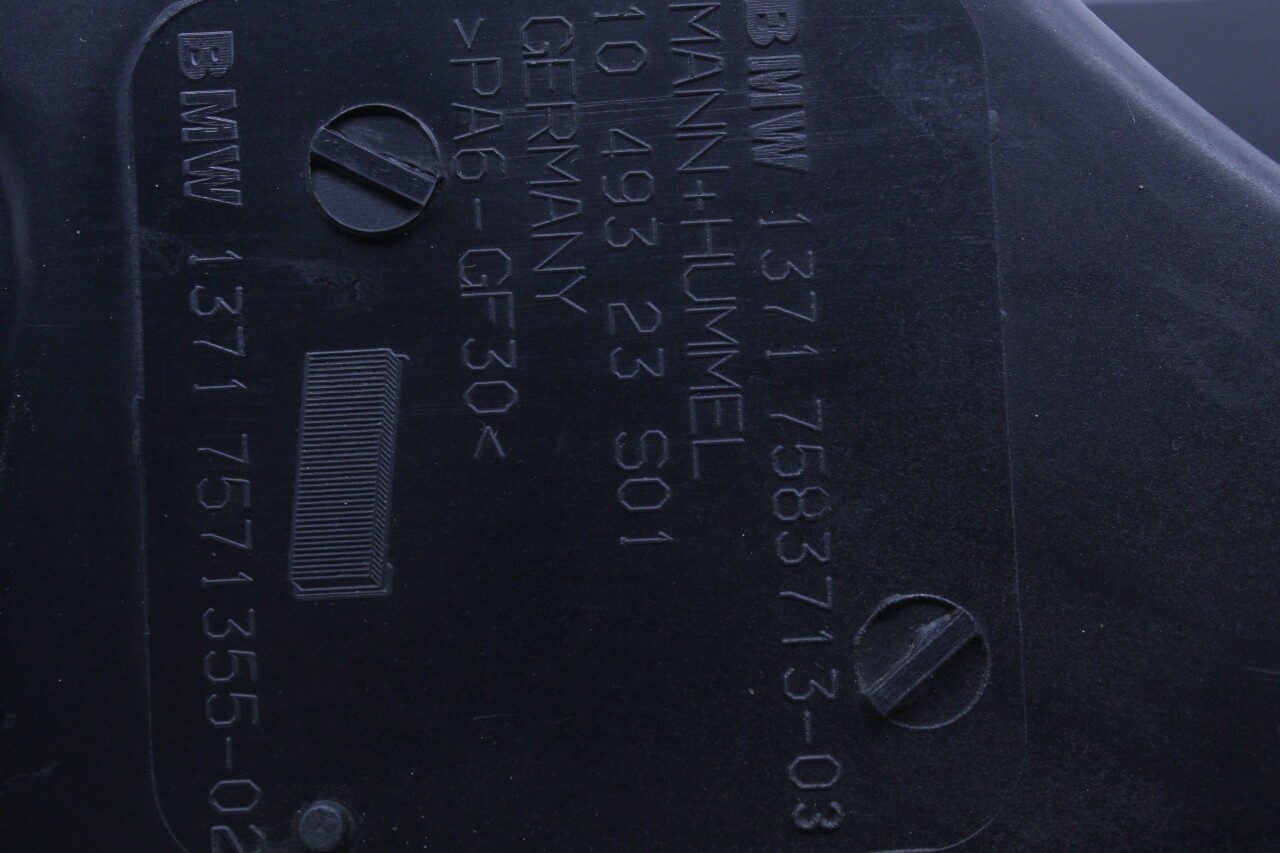 BMW 1371 7583713-03
MANN+HUMMEL
10 493 23 S01
GERMANY
>PA6-GF30<
BMW 1371 7571355-02